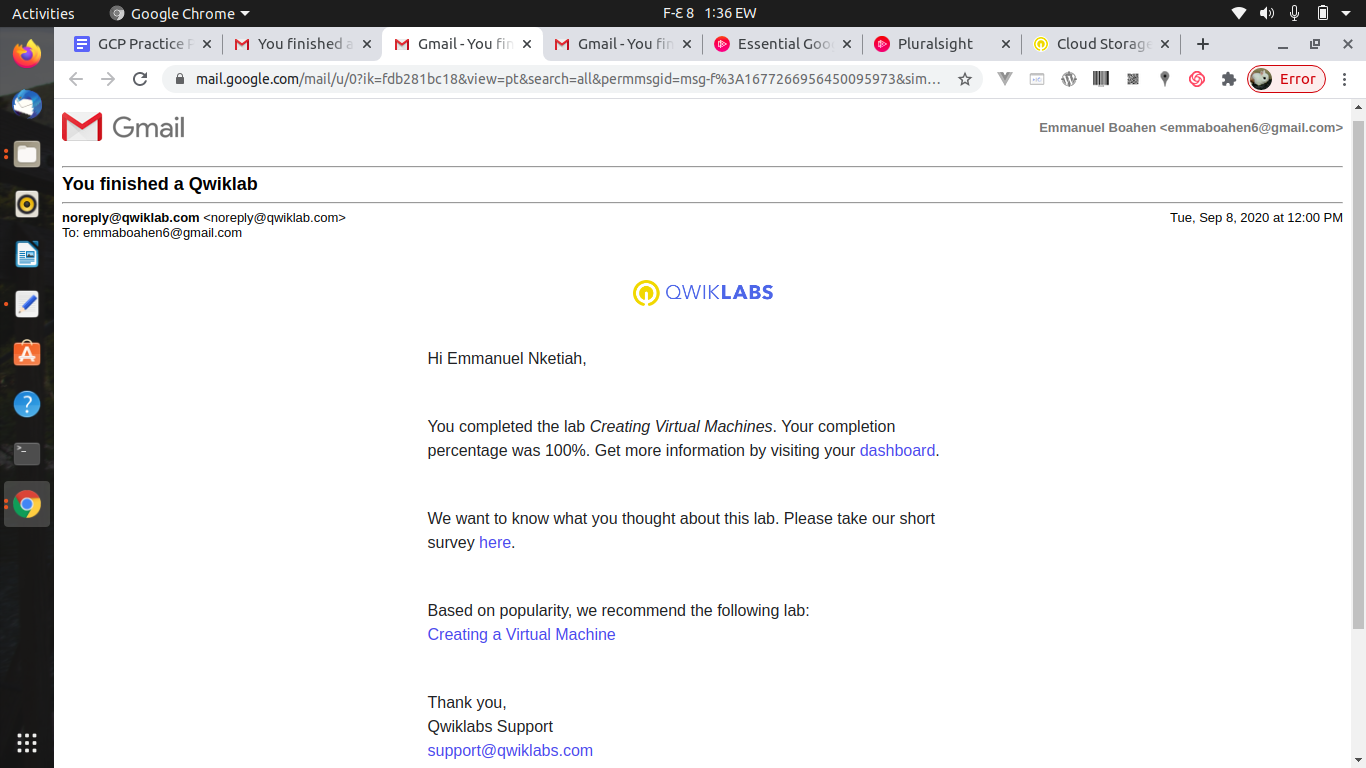 Activities
Google Chrome
F-Ɛ 8 1:36 EW
GCP Practice
You finished a
Gmail - You fin
Gmail - You fin
Essential Goo
Pluralsight
Cloud Storage
mail.google.com/mail/u/0?ik=fdb281bc18&view=pt&search=all&permmsgid=msg-f%3A1677266956450095973&sim...
Error
Gmail
Emmanuel Boahen <emmaboahen6@gmail.com>
You finished a Qwiklab
noreply@qwiklab.com <noreply@qwiklab.com>
Tue, Sep 8, 2020 at 12:00 PM
To: emmaboahen6@gmail.com
QWIKLABS
Hi Emmanuel Nketiah,
You completed the lab Creating Virtual Machines. Your completion
percentage was 100%. Get more information by visiting your dashboard.
We want to know what you thought about this lab. Please take our short
survey here.
Based on popularity, we recommend the following lab:
Creating a Virtual Machine
Thank you,
Qwiklabs Support
support@qwiklabs.com